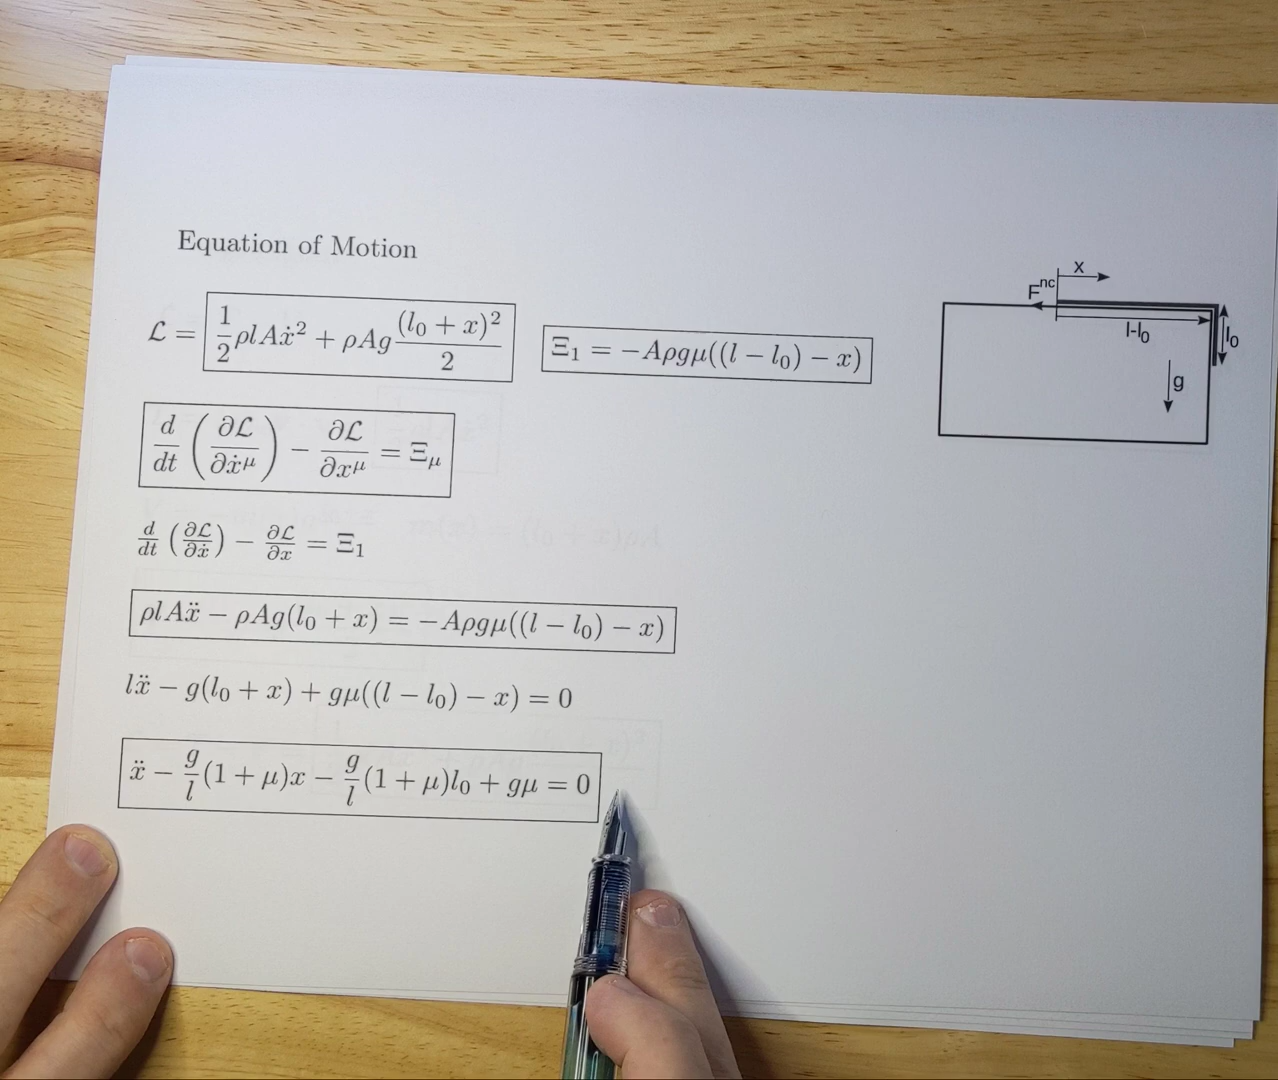 Equation of Motion
ℒ = 1/2 ρlAẋ² + ρAg (l₀ + x)²/2
Ξ₁ = −Aρgμ((l − l₀) − x)
d/dt (∂ℒ/∂ẋ^μ) − ∂ℒ/∂x^μ = Ξ_μ
d/dt (∂ℒ/∂ẋ) − ∂ℒ/∂x = Ξ₁
ρlAẍ − ρAg(l₀ + x) = −Aρgμ((l − l₀) − x)
lẍ − g(l₀ + x) + gμ((l − l₀) − x) = 0
ẍ − g/l (1 + μ)x − g/l (1 + μ)l₀ + gμ = 0
x
F^nc
l-l₀
l₀
g